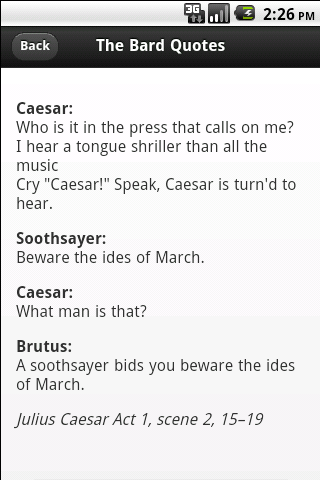 3G 2:26 PM
Back The Bard Quotes
Caesar:
Who is it in the press that calls on me?
I hear a tongue shriller than all the
music
Cry "Caesar!" Speak, Caesar is turn'd to
hear.
Soothsayer:
Beware the ides of March.
Caesar:
What man is that?
Brutus:
A soothsayer bids you beware the ides
of March.
Julius Caesar Act 1, scene 2, 15–19